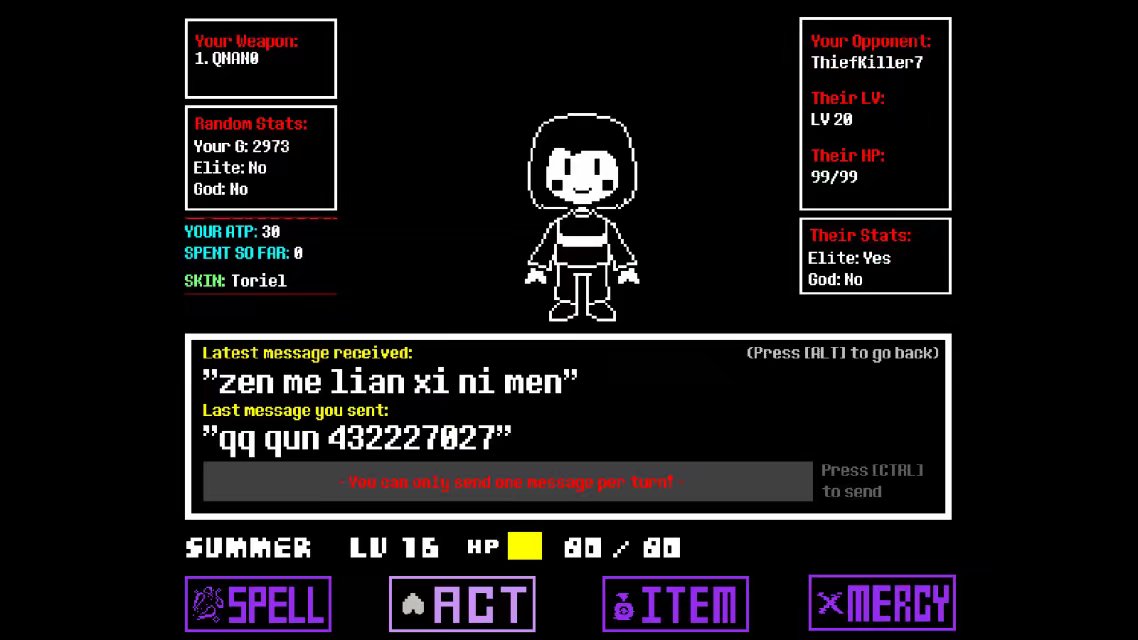 Your Weapon:
1. QNAN0
Random Stats:
Your G: 2973
Elite: No
God: No
YOUR ATP: 30
SPENT SO FAR: 0
SKIN: Toriel
Your Opponent:
ThiefKiller7
Their LV:
LV 20
Their HP:
99/99
Their Stats:
Elite: Yes
God: No
Latest message received:
(Press [ALT] to go back)
"zen me lian xi ni men"
Last message you sent:
"qq qun 432227027"
-You can only send one message per turn! -
Press [CTRL]
to send
SUMMER LV 16 HP 80 / 80
SPELL
ACT
ITEM
MERCY